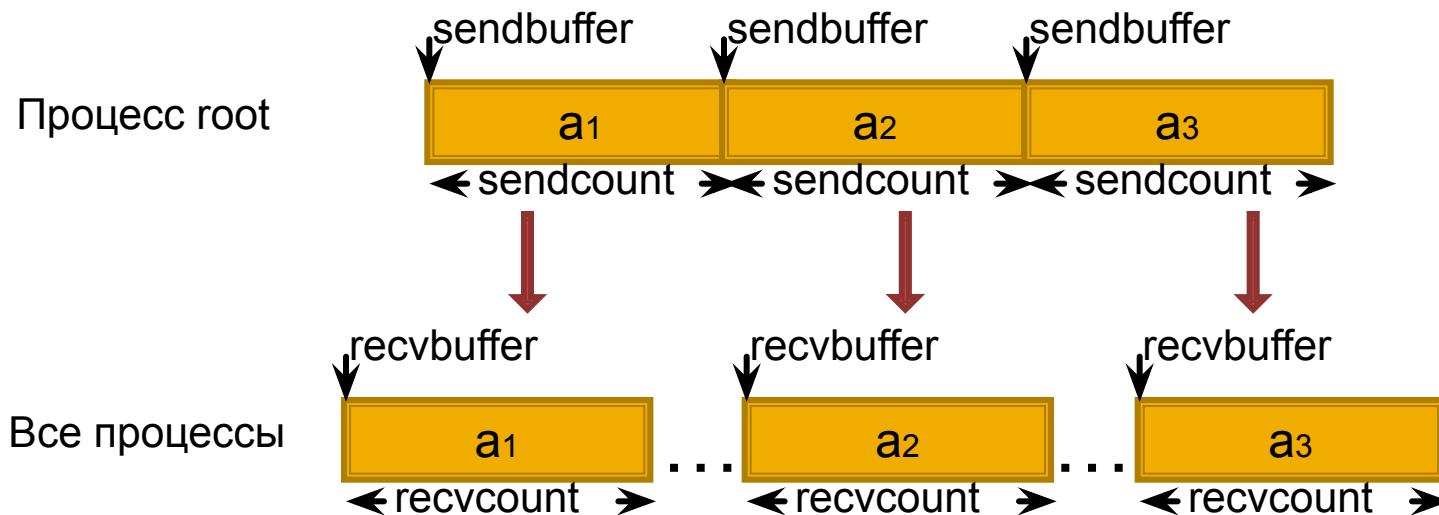 sendbuffer sendbuffer sendbuffer
Процесс root
a1 a2 a3
sendcount sendcount sendcount
recvbuffer recvbuffer recvbuffer
Все процессы
a1 ... a2 ... a3
recvcount recvcount recvcount